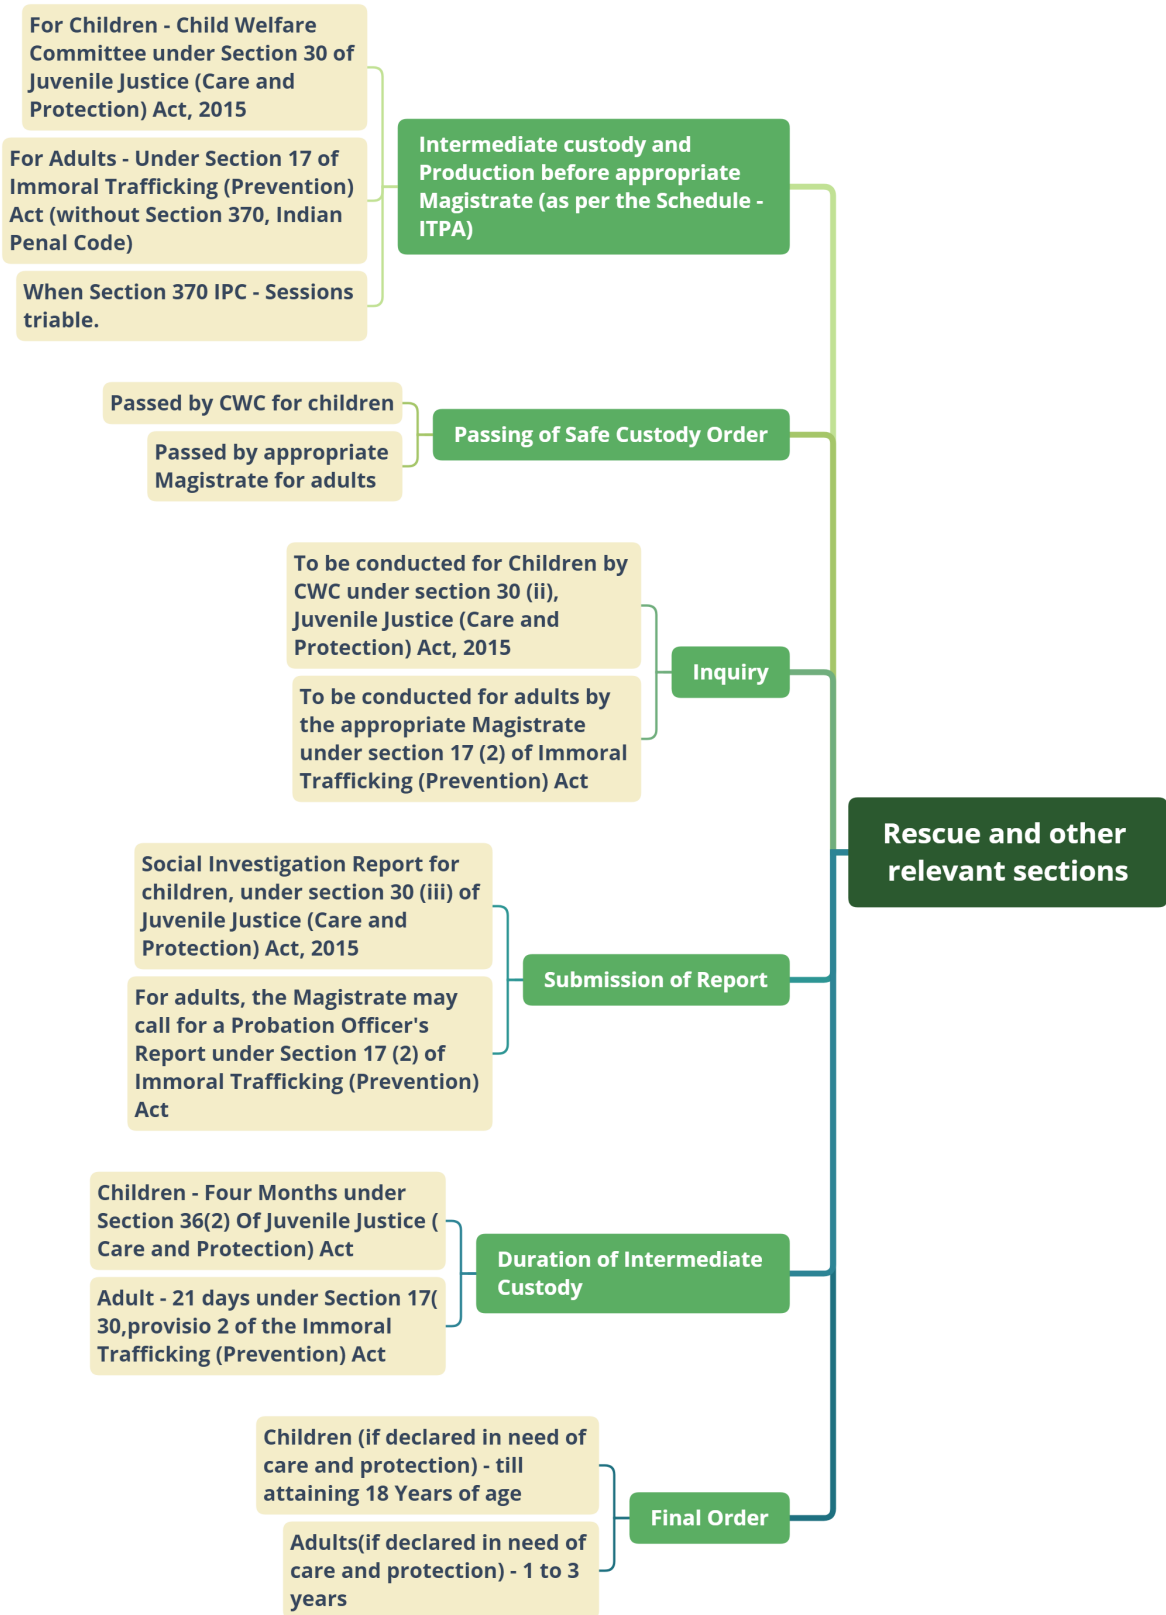 Rescue and other
relevant sections
Intermediate custody and
Production before appropriate
Magistrate (as per the Schedule -
ITPA)
For Children - Child Welfare
Committee under Section 30 of
Juvenile Justice (Care and
Protection) Act, 2015
For Adults - Under Section 17 of
Immoral Trafficking (Prevention)
Act (without Section 370, Indian
Penal Code)
When Section 370 IPC - Sessions
triable.
Passing of Safe Custody Order
Passed by CWC for children
Passed by appropriate
Magistrate for adults
Inquiry
To be conducted for Children by
CWC under section 30 (ii),
Juvenile Justice (Care and
Protection) Act, 2015
To be conducted for adults by
the appropriate Magistrate
under section 17 (2) of Immoral
Trafficking (Prevention) Act
Submission of Report
Social Investigation Report for
children, under section 30 (iii) of
Juvenile Justice (Care and
Protection) Act, 2015
For adults, the Magistrate may
call for a Probation Officer's
Report under Section 17 (2) of
Immoral Trafficking (Prevention)
Act
Duration of Intermediate
Custody
Children - Four Months under
Section 36(2) Of Juvenile Justice (
Care and Protection) Act
Adult - 21 days under Section 17(
30,provisio 2 of the Immoral
Trafficking (Prevention) Act
Final Order
Children (if declared in need of
care and protection) - till
attaining 18 Years of age
Adults(if declared in need of
care and protection) - 1 to 3
years